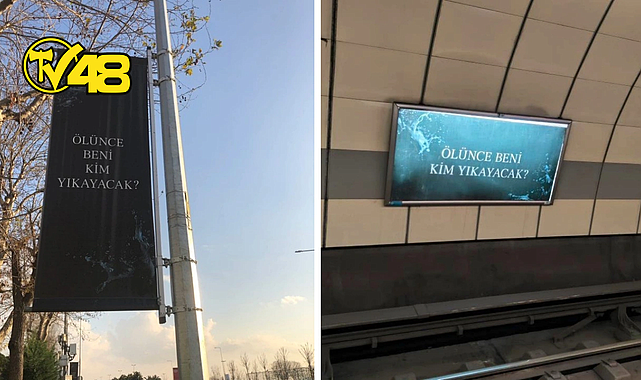 TV48
ÖLÜNCE
BENİ
KİM
YIKAYACAK?
ÖLÜNCE BENİ
KİM YIKAYACAK?